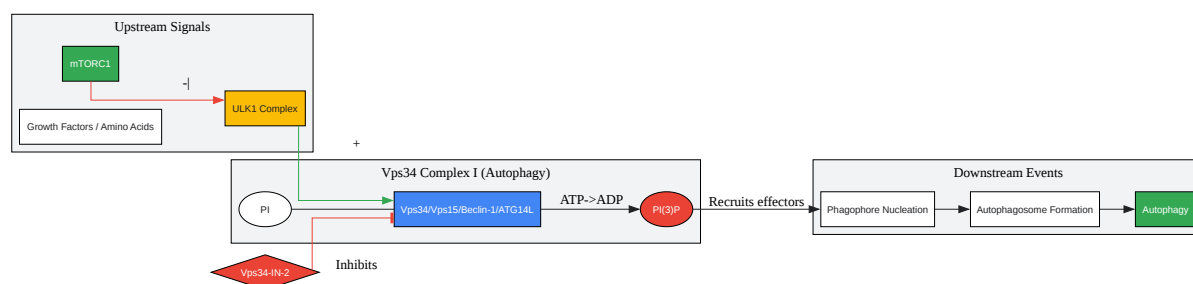 Upstream Signals
mTORC1
-|
ULK1 Complex
Growth Factors / Amino Acids
+
Vps34 Complex I (Autophagy)
PI
Vps34/Vps15/Beclin-1/ATG14L
ATP->ADP
PI(3)P
Recruits effectors
Downstream Events
Phagophore Nucleation
Autophagosome Formation
Autophagy
Vps34-IN-2
Inhibits